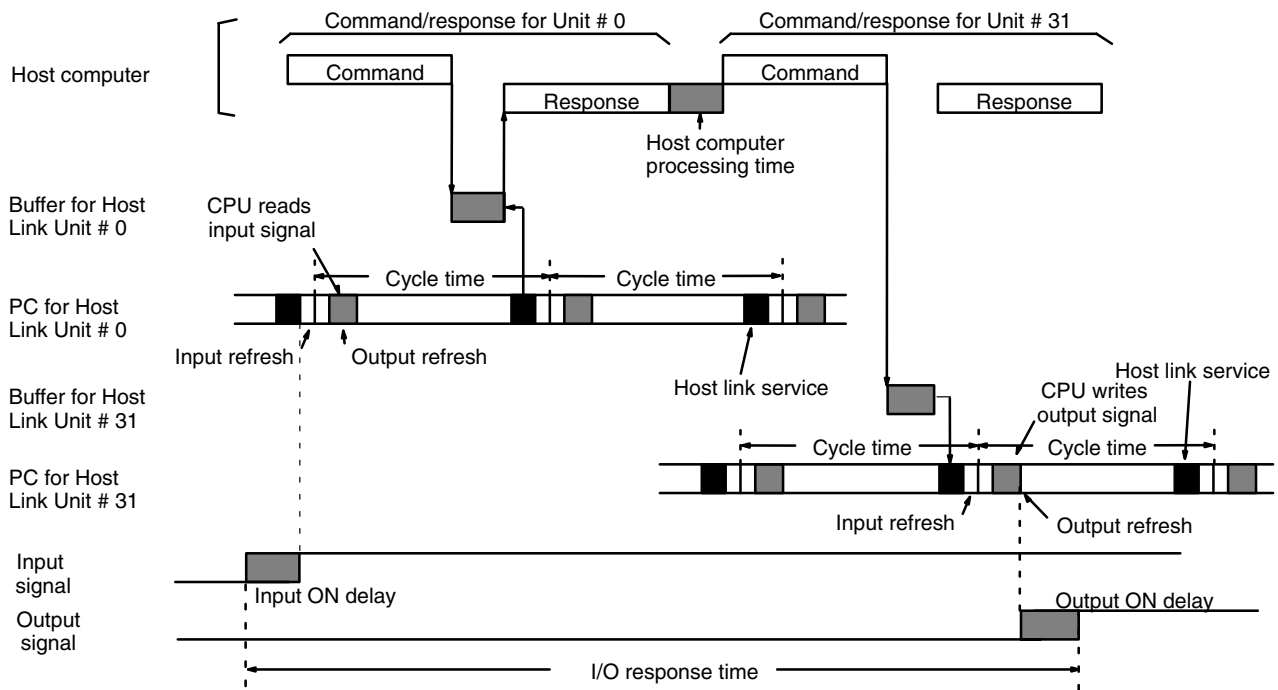 Command/response for Unit # 0
Command/response for Unit # 31
Host computer
Command
Command
Response
Response
Host computer
processing time
Buffer for Host
Link Unit # 0
CPU reads
input signal
Cycle time
Cycle time
PC for Host
Link Unit # 0
Input refresh
Output refresh
Host link service
Host link service
Buffer for Host
Link Unit # 31
CPU writes
output signal
Cycle time
Cycle time
PC for Host
Link Unit # 31
Input refresh
Output refresh
Input
signal
Input ON delay
Output ON delay
Output
signal
I/O response time